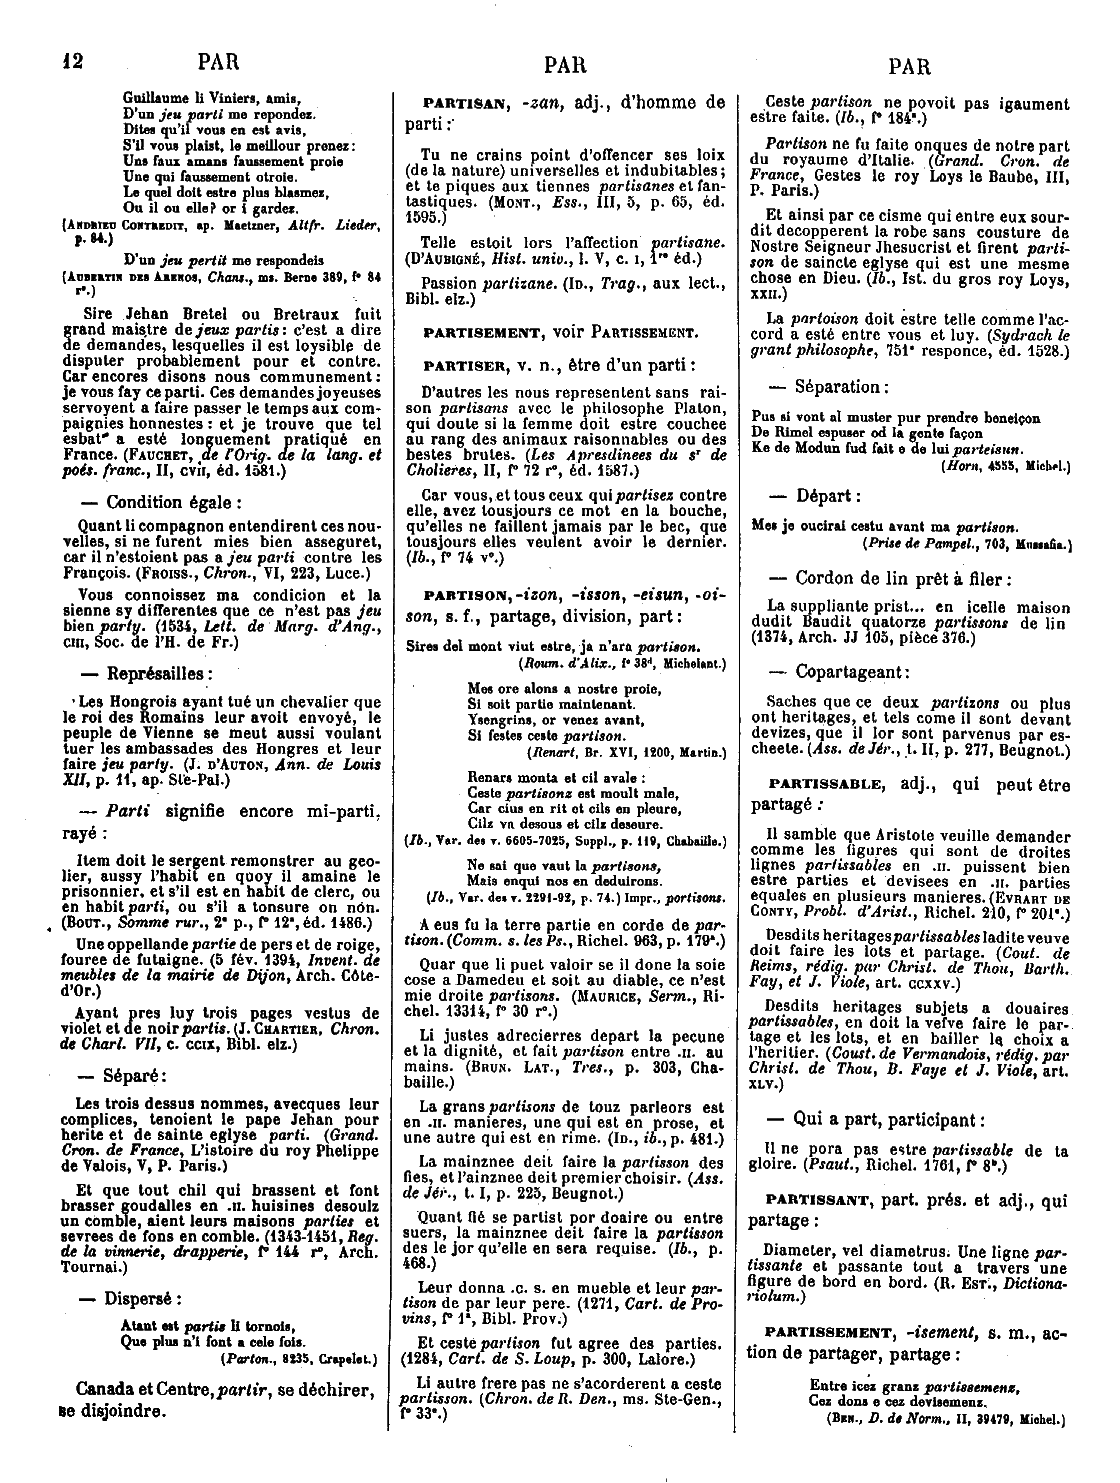 12 PAR
PAR
PAR
Guillaume li Viniers, amis,
D'un jeu parti me repondez.
Dites qu'il vous en est avis,
S'il vous plaist, le meillour prenez:
Uns faux amans faussement proie
Une qui faussement otroie.
Le quel doit estre plus blasmez,
Ou il ou elle? or i gardez.
(ANDRIEU CONTREDIT, ap. Maetzner, Altfr. Lieder,
p. 84.)
D'un jeu pertit me respondeis
(AUBERTIN DES ARENOS, Chans., ms. Berne 389, f° 84
r°.)
Sire Jehan Bretel ou Bretraux fuit
grand maistre de jeux partis: c'est a dire
de demandes, lesquelles il est loysible de
disputer probablement pour et contre.
Car encores disons nous communement:
je vous fay ce parti. Ces demandes joyeuses
servoyent a faire passer le temps aux com-
paignies honnestes: et je trouve que tel
esbat a esté longuement pratiqué en
France. (FAUCHET, de l'Orig. de la lang. et
poés. franc., II, CVII, éd. 1581.)
— Condition égale:
Quant li compagnon entendirent ces nou-
velles, si ne furent mies bien asseguret,
car il n'estoient pas a jeu parti contre les
François. (FROISS., Chron., VI, 223, Luce.)
Vous connoissez ma condicion et la
sienne sy differentes que ce n'est pas jeu
bien party. (1534, Lett. de Marg. d'Ang.,
CIII, Soc. de l'H. de Fr.)
— Représailles:
Les Hongrois ayant tué un chevalier que
le roi des Romains leur avoit envoyé, le
peuple de Vienne se meut aussi voulant
tuer les ambassades des Hongres et leur
faire jeu party. (J. D'AUTON, Ann. de Louis
XII, p. 11, ap. Ste-Pal.)
— Parti signifie encore mi-parti,
rayé:
Item doit le sergent remonstrer au geo-
lier, aussy l'habit en quoy il amaine le
prisonnier, et s'il est en habit de clerc, ou
en habit parti, ou s'il a tonsure on nón.
(BOUT., Somme rur., 2e p., f° 12a, éd. 1486.)
Une oppellande partie de pers et de roige,
fouree de futaigne. (5 fév. 1394, Invent. de
meubles de la mairie de Dijon, Arch. Côte-
d'Or.)
Ayant pres luy trois pages vestus de
violet et de noir partis. (J. CHARTIER, Chron.
de Charl. VII, c. CCIX, Bibl. elz.)
— Séparé:
Les trois dessus nommes, avecques leur
complices, tenoient le pape Jehan pour
herite et de sainte eglyse parti. (Grand.
Cron. de France, L'istoire du roy Phelippe
de Valois, V, P. Paris.)
Et que tout chil qui brassent et font
brasser goudalles en .II. huisines desoulz
un comble, aient leurs maisons parties et
sevrees de fons en comble. (1343-1451, Reg.
de la vinnerie, drapperie, f° 144 r°, Arch.
Tournai.)
— Dispersé:
Atant est partis li tornois,
Que plus n'i font a cele fois.
(Parton., 8235, Crapelet.)
Canada et Centre, partir, se déchirer,
se disjoindre.
PARTISAN, -zan, adj., d'homme de
parti:
Tu ne crains point d'offencer ses loix
(de la nature) universelles et indubitables;
et te piques aux tiennes partisanes et fan-
tastiques. (MONT., Ess., III, 5, p. 65, éd.
1595.)
Telle estoit lors l'affection partisane.
(D'AUBIGNÉ, Hist. univ., l. V, c. I, 1re éd.)
Passion partizane. (ID., Trag., aux lect.,
Bibl. elz.)
PARTISEMENT, voir PARTISSEMENT.
PARTISER, v. n., être d'un parti:
D'autres les nous representent sans rai-
son partisans avec le philosophe Platon,
qui doute si la femme doit estre couchee
au rang des animaux raisonnables ou des
bestes brutes. (Les Apresdinees du sr de
Cholieres, II, f° 72 r°, éd. 1587.)
Car vous, et tous ceux qui partisez contre
elle, avez tousjours ce mot en la bouche,
qu'elles ne faillent jamais par le bec, que
tousjours elles veulent avoir le dernier.
(Ib., f° 74 v°.)
PARTISON, -izon, -isson, -eisun, -oi-
son, s. f., partage, division, part:
Sires del mont viut estre, ja n'ara partison.
(Roum. d'Alix., f° 38d, Michelant.)
Mes ore alons a nostre proie,
Si soit partie maintenant.
Ysengrins, or venez avant,
Si festes ceste partison.
(Renart, Br. XVI, 1200, Martin.)
Renars monta et cil avale:
Ceste partisonz est moult male,
Car cius en rit et cils en pleure,
Cilz va desous et cilz deseure.
(Ib., Var. des v. 6605-7025, Suppl., p. 119, Chabaille.)
Ne sai que vaut la partisons,
Mais enqui nos en deduirons.
(Ib., Var. des v. 2291-92, p. 74.) Impr., portisons.
A eus fu la terre partie en corde de par-
tison. (Comm. s. les Ps., Richel. 963, p. 179a.)
Quar que li puet valoir se il done la soie
cose a Damedeu et soit au diable, ce n'est
mie droite partisons. (MAURICE, Serm., Ri-
chel. 13314, f° 30 r°.)
Li justes adrecierres depart la pecune
et la dignité, et fait partison entre .II. au
mains. (BRUN. LAT., Tres., p. 303, Cha-
baille.)
La grans partisons de touz parleors est
en .II. manieres, une qui est en prose, et
une autre qui est en rime. (ID., ib., p. 481.)
La mainznee deit faire la partisson des
fies, et l'ainznee deit premier choisir. (Ass.
de Jér., t. I, p. 225, Beugnot.)
Quant fié se partist por doaire ou entre
suers, la mainznee deit faire la partisson
des le jor qu'elle en sera requise. (Ib., p.
468.)
Leur donna .C. s. en mueble et leur par-
tison de par leur pere. (1271, Cart. de Pro-
vins, f° 1a, Bibl. Prov.)
Et ceste partison fut agree des parties.
(1284, Cart. de S. Loup, p. 300, Lalore.)
Li autre frere pas ne s'acorderent a ceste
partisson. (Chron. de R. Den., ms. Ste-Gen.,
f° 33a.)
Ceste partison ne povoit pas igaument
estre faite. (Ib., f° 184a.)
Partison ne fu faite onques de notre part
du royaume d'Italie. (Grand. Cron. de
France, Gestes le roy Loys le Baube, III,
P. Paris.)
Et ainsi par ce cisme qui entre eux sour-
dit decopperent la robe sans cousture de
Nostre Seigneur Jhesucrist et firent parti-
son de saincte eglyse qui est une mesme
chose en Dieu. (Ib., Ist. du gros roy Loys,
XXII.)
La partoison doit estre telle comme l'ac-
cord a esté entre vous et luy. (Sydrach le
grant philosophe, 751e responce, éd. 1528.)
— Séparation:
Pus si vont al muster pur prendre beneiçon
De Rimel espuser od la gente façon
Ke de Modun fud fait e de lui parteisun.
(Horn, 4555, Michel.)
— Départ:
Mes je oucirai cestu avant ma partison.
(Prise de Pampel., 703, Mussafia.)
— Cordon de lin prêt à filer:
La suppliante prist... en icelle maison
dudit Baudit quatorze partissons de lin
(1374, Arch. JJ 105, pièce 376.)
— Copartageant:
Saches que ce deux partizons ou plus
ont heritages, et tels come il sont devant
devizes, que il lor sont parvenus par es-
cheete. (Ass. de Jér., t. II, p. 277, Beugnot.)
PARTISSABLE, adj., qui peut être
partagé:
Il samble que Aristote veuille demander
comme les figures qui sont de droites
lignes partissables en .II. puissent bien
estre parties et devisees en .II. parties
equales en plusieurs manieres. (EVRART DE
CONTY, Probl. d'Arist., Richel. 210, f° 201a.)
Desdits heritages partissables ladite veuve
doit faire les lots et partage. (Cout. de
Reims, rédig. par Christ. de Thou, Barth.
Fay, et J. Viole, art. CCXXV.)
Desdits heritages subjets a douaires
partissables, en doit la vefve faire le par-
tage et les lots, et en bailler le choix a
l'heritier. (Coust. de Vermandois, rédig. par
Christ. de Thou, B. Faye et J. Viole, art.
XLV.)
— Qui a part, participant:
Il ne pora pas estre partissable de ta
gloire. (Psaut., Richel. 1761, f° 8a.)
PARTISSANT, part. prés. et adj., qui
partage:
Diameter, vel diametrus. Une ligne par-
tissante et passante tout a travers une
figure de bord en bord. (R. EST., Dictiona-
riolum.)
PARTISSEMENT, -isement, s. m., ac-
tion de partager, partage:
Entre icez granz partissemenz,
Cez dons e cez devisemenz.
(BEN., D. de Norm., II, 39479, Michel.)